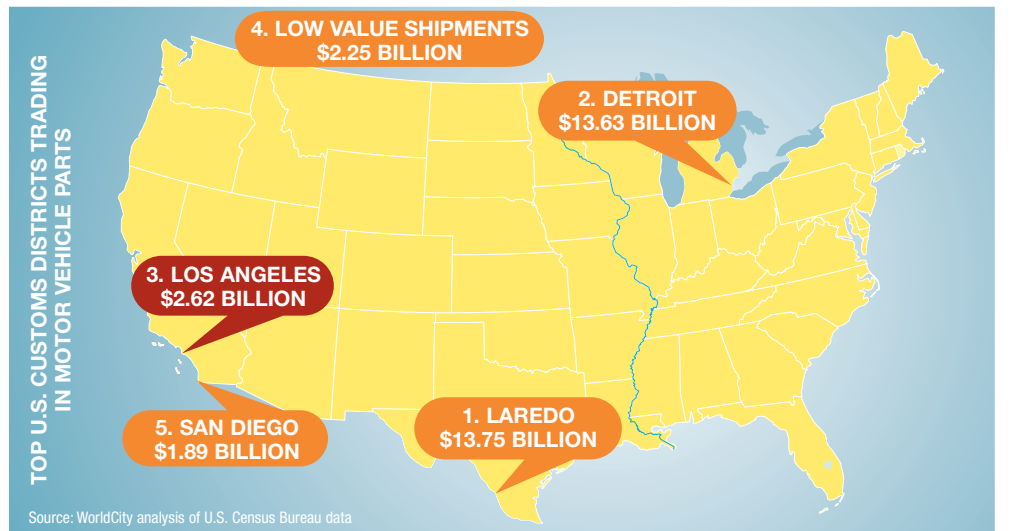 TOP U.S. CUSTOMS DISTRICTS TRADING
IN MOTOR VEHICLE PARTS
4. LOW VALUE SHIPMENTS
$2.25 BILLION
2. DETROIT
$13.63 BILLION
3. LOS ANGELES
$2.62 BILLION
1. LAREDO
$13.75 BILLION
5. SAN DIEGO
$1.89 BILLION
Source: WorldCity analysis of U.S. Census Bureau data